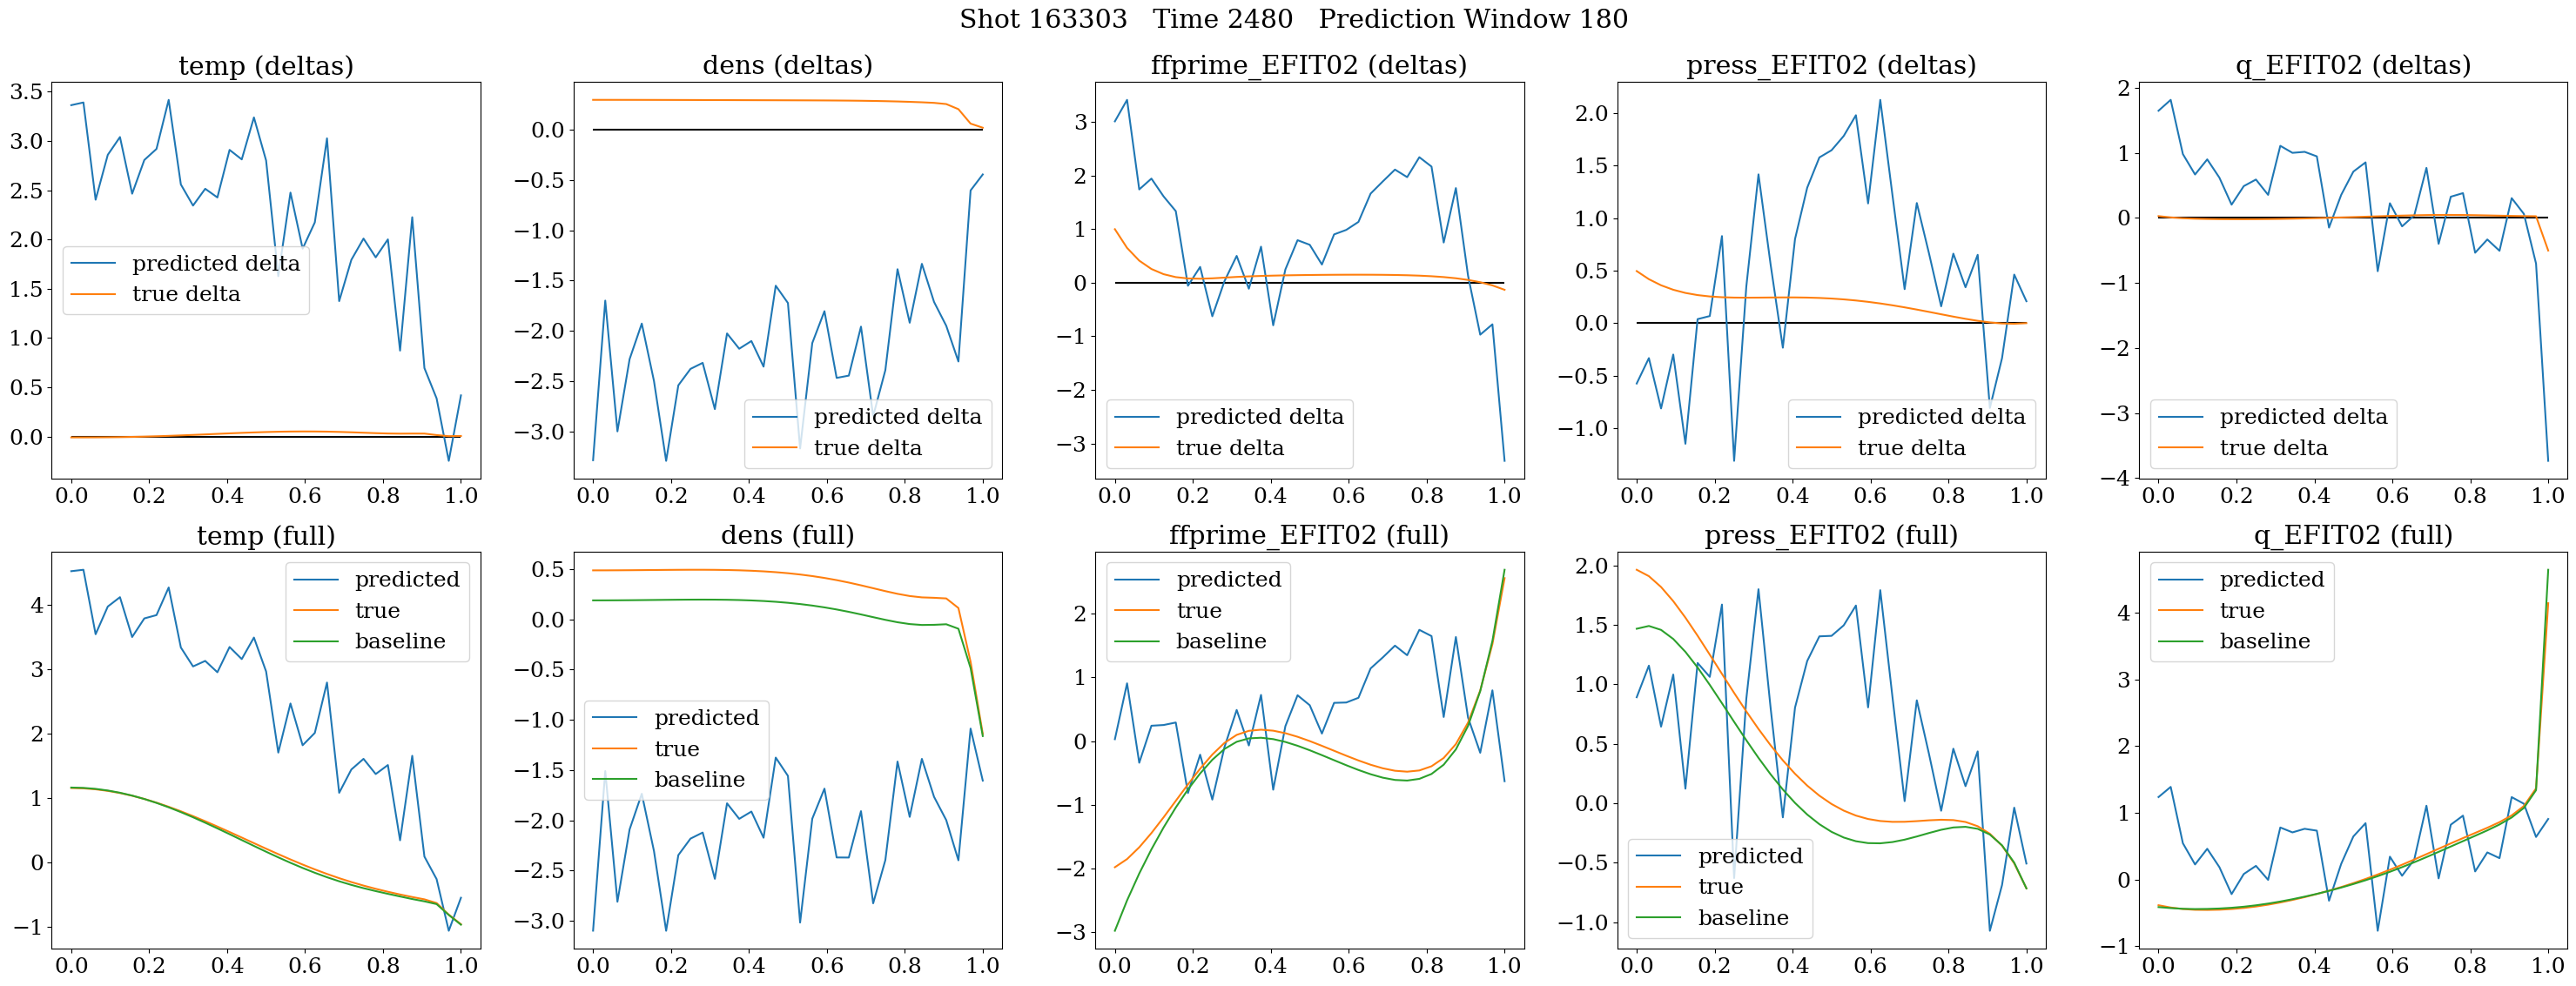 Shot 163303   Time 2480   Prediction Window 180
temp (deltas)
3.5
3.0
2.5
2.0
1.5
1.0
0.5
0.0
predicted delta
true delta
0.0 0.2 0.4 0.6 0.8 1.0
dens (deltas)
0.0
−0.5
−1.0
−1.5
−2.0
−2.5
−3.0
predicted delta
true delta
0.0 0.2 0.4 0.6 0.8 1.0
ffprime_EFIT02 (deltas)
3
2
1
0
−1
−2
−3
predicted delta
true delta
0.0 0.2 0.4 0.6 0.8 1.0
press_EFIT02 (deltas)
2.0
1.5
1.0
0.5
0.0
−0.5
−1.0
predicted delta
true delta
0.0 0.2 0.4 0.6 0.8 1.0
q_EFIT02 (deltas)
2
1
0
−1
−2
−3
−4
predicted delta
true delta
0.0 0.2 0.4 0.6 0.8 1.0
temp (full)
4
3
2
1
0
−1
predicted
true
baseline
0.0 0.2 0.4 0.6 0.8 1.0
dens (full)
0.5
0.0
−0.5
−1.0
−1.5
−2.0
−2.5
−3.0
predicted
true
baseline
0.0 0.2 0.4 0.6 0.8 1.0
ffprime_EFIT02 (full)
2
1
0
−1
−2
−3
predicted
true
baseline
0.0 0.2 0.4 0.6 0.8 1.0
press_EFIT02 (full)
2.0
1.5
1.0
0.5
0.0
−0.5
−1.0
predicted
true
baseline
0.0 0.2 0.4 0.6 0.8 1.0
q_EFIT02 (full)
4
3
2
1
0
−1
predicted
true
baseline
0.0 0.2 0.4 0.6 0.8 1.0